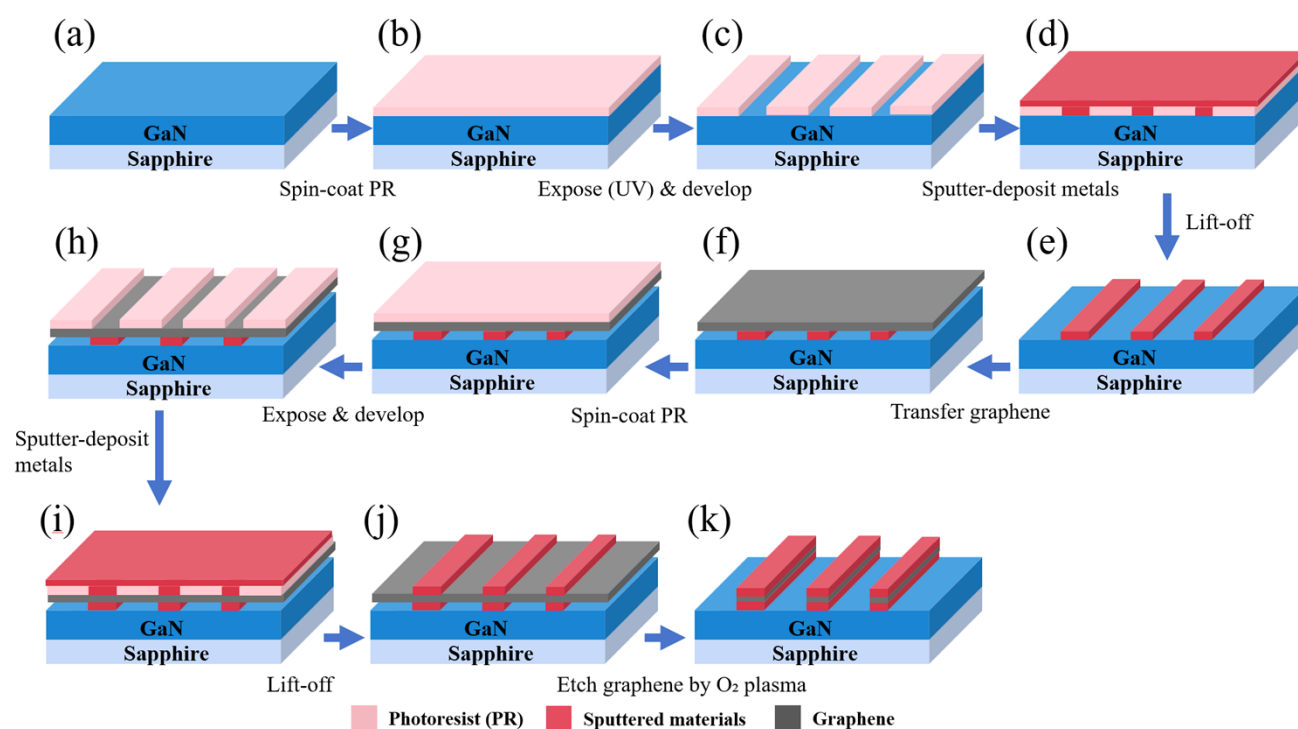 (a)
(b)
(c)
(d)
GaN
Sapphire
GaN
Sapphire
GaN
Sapphire
GaN
Sapphire
Spin-coat PR
Expose (UV) & develop
Sputter-deposit metals
Lift-off
(h)
(g)
(f)
(e)
GaN
Sapphire
GaN
Sapphire
GaN
Sapphire
GaN
Sapphire
Expose & develop
Spin-coat PR
Transfer graphene
Sputter-deposit
metals
(i)
(j)
(k)
GaN
Sapphire
GaN
Sapphire
GaN
Sapphire
Lift-off
Etch graphene by O₂ plasma
Photoresist (PR)
Sputtered materials
Graphene